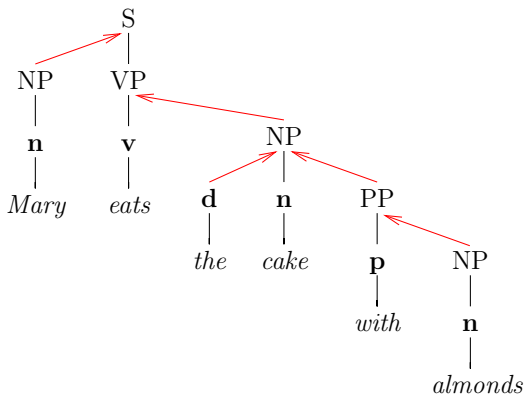 S
NP VP
n v NP
Mary eats d n PP
the cake p NP
with n
almonds